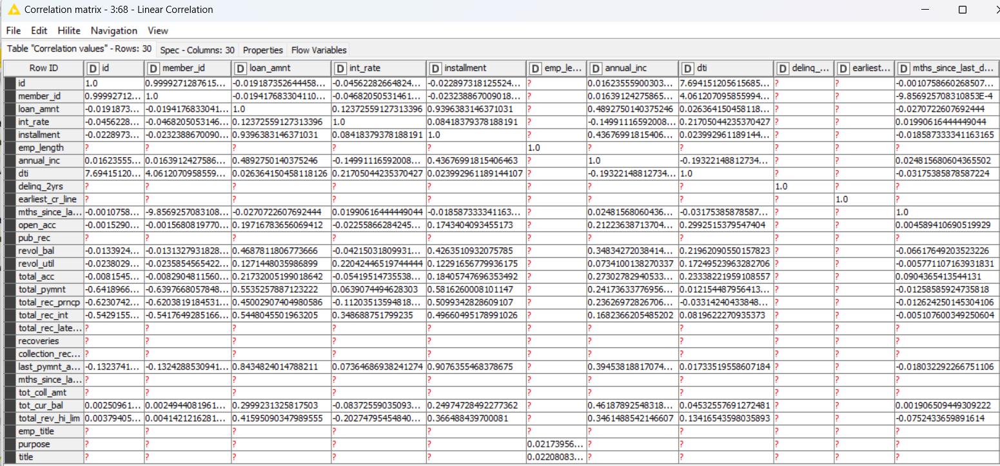 Correlation matrix - 3:68 - Linear Correlation
File Edit Hilite Navigation View
Table "Correlation values" - Rows: 30 Spec - Columns: 30 Properties Flow Variables
Row ID D id D member_id D loan_amnt D int_rate D installment D emp_le... D annual_inc D dti D delinq_... D earliest... D mths_since_last_d...
id 1.0 0.9999271287615... -0.019187352644458... -0.04562282664824... -0.022897318125524... ? 0.01623555900303... 7.694151205615685... ? ? -0.0010758660268507...
member_id 0.99992712... 1.0 -0.019417683304110... -0.04682050531461... -0.023238867009018... ? 0.01639124275865... 4.061207095855994... ? ? -9.856925708310853E-4
loan_amnt -0.0191873... -0.0194176833041... 1.0 0.12372559127313396 0.9396383146371031 ? 0.4892750140375246 0.026364150458118... ? ? -0.0270722607692444
int_rate -0.0456228... -0.0468205053146... 0.12372559127313396 1.0 0.08418379378188191 ? -0.14991116592008... 0.21705044235370427 ? ? 0.01990616444449044
installment -0.0228973... -0.0232388670090... 0.9396383146371031 0.08418379378188191 1.0 ? 0.43676991815406... 0.023992961189144... ? ? -0.018587333341163165
emp_length ? ? ? ? ? 1.0 ? ? ? ? ?
annual_inc 0.01623555... 0.0163912427586... 0.4892750140375246 -0.14991116592008... 0.43676991815406463 ? 1.0 -0.19322148812734... ? ? 0.024815680604365502
dti 7.69415120... 4.0612070958559... 0.026364150458118126 0.21705044235370427 0.023992961189144107 ? -0.19322148812734... 1.0 ? ? -0.03175385878587224
delinq_2yrs ? ? ? ? ? ? ? ? 1.0 ? ?
earliest_cr_line ? ? ? ? ? ? ? ? ? 1.0 ?
mths_since_la... -0.0010758... -9.8569257083108... -0.0270722607692444 0.01990616444449044 -0.018587333341163... ? 0.02481568060436... -0.03175385878587... ? ? 1.0
open_acc -0.0015290... -0.0015680819770... 0.19716783656069412 -0.02255866284245... 0.1743404093455173 ? 0.21223638713704... 0.2992515379547404 ? ? 0.004589410690519929
pub_rec ? ? ? ? ? ? ? ? ? ? ?
revol_bal -0.0133924... -0.0131327931828... 0.4687811806773666 -0.04215031809931... 0.4263510932075785 ? 0.34834272038414... 0.21962090550157823 ? ? -0.06617649203523226
revol_util -0.0238029... -0.0235854565422... 0.1271448035986899 0.22042446519744444 0.12291656779936175 ? 0.0734100138270337 0.17249523963282706 ? ? -0.005771107163931831
total_acc -0.0081545... -0.0082904811560... 0.21732005199018642 -0.05419514735538... 0.18405747696353492 ? 0.27302782940533... 0.23338221959108557 ? ? 0.0904365413544131
total_pymnt -0.6418966... -0.6397668057848... 0.5535257887123222 0.0639074494628303 0.5816260008101147 ? 0.24173633776956... 0.012154487956413... ? ? -0.01258585924735818
total_rec_prncp -0.6230742... -0.6203819184531... 0.45002907404980586 -0.11203513594818... 0.5099342828609107 ? 0.23626972826706... -0.03314240433848... ? ? -0.012624250145304106
total_rec_int -0.5429155... -0.5417649285166... 0.5448045501963205 0.348688751799235 0.49660495178991026 ? 0.1682366205485202 0.0819622270935373 ? ? -0.005107600349250604
total_rec_late... ? ? ? ? ? ? ? ? ? ? ?
recoveries ? ? ? ? ? ? ? ? ? ? ?
collection_rec... ? ? ? ? ? ? ? ? ? ? ?
last_pymnt_a... -0.1323741... -0.1324288530941... 0.8434824014788211 0.07364686938241274 0.9076355468378675 ? 0.39453818817074... 0.01733519558607184 ? ? -0.018032292266751106
mths_since_la... ? ? ? ? ? ? ? ? ? ? ?
tot_coll_amt ? ? ? ? ? ? ? ? ? ? ?
tot_cur_bal 0.00250961... 0.0024944081961... 0.2999231325817503 -0.08372559035093... 0.24974728492277362 ? 0.46187892548318... 0.04532557691272481 ? ? 0.001906509449309222
total_rev_hi_lim 0.00379405... 0.0041421216281... 0.41595090347989555 -0.20274795454840... 0.366488439700081 ? 0.3461488542146607 0.13416543598035893 ? ? -0.0752433659891614
emp_title ? ? ? ? ? ? ? ? ? ? ?
purpose ? ? ? ? ? 0.02173956... ? ? ? ? ?
title ? ? ? ? ? 0.02208083... ? ? ? ? ?